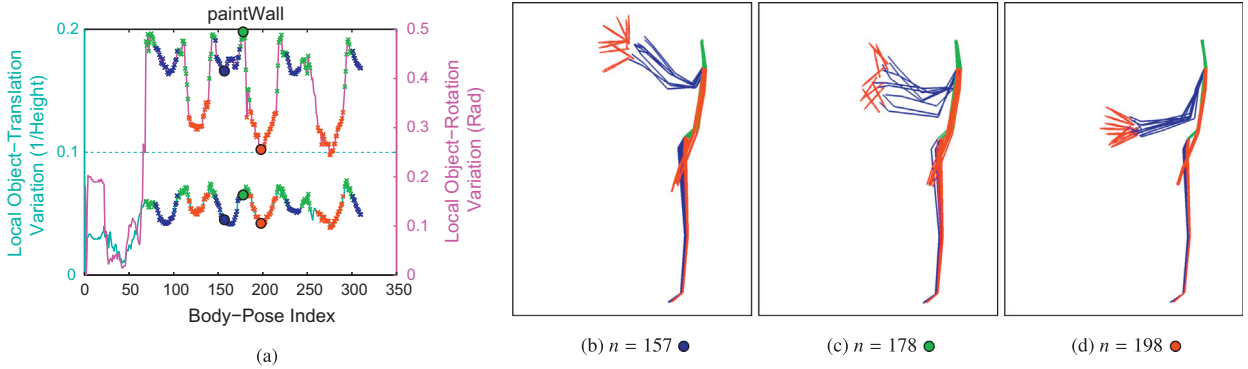 paintWall
0.2
0.1
0
Local Object-Translation
Variation (1/Height)
0.5
0.4
0.3
0.2
0.1
0
Local Object-Rotation
Variation (Rad)
0 50 100 150 200 250 300 350
Body-Pose Index
(a)
(b) n = 157
(c) n = 178
(d) n = 198